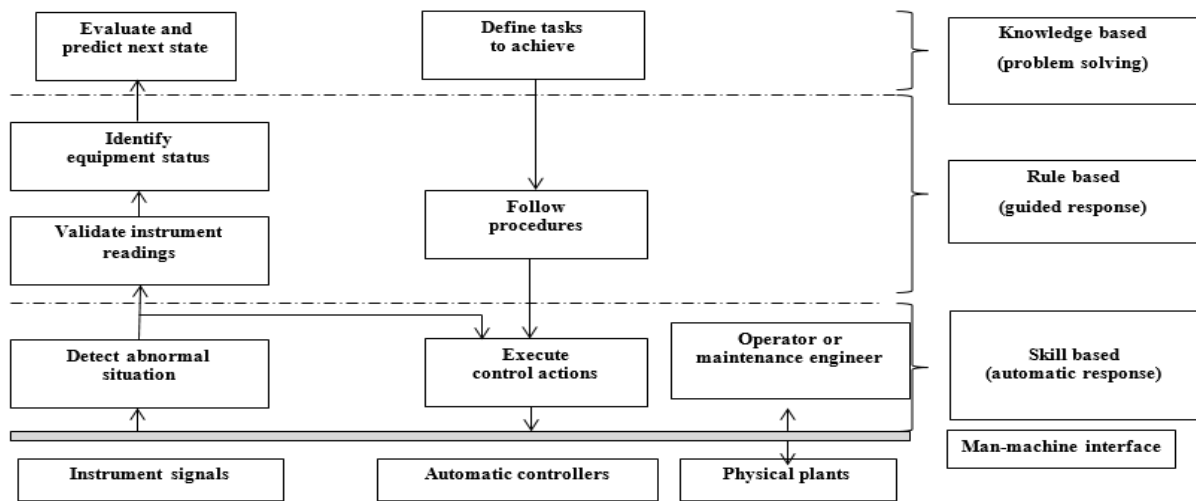 Evaluate and
predict next state
Define tasks
to achieve
Knowledge based
(problem solving)
Identify
equipment status
Validate instrument
readings
Follow
procedures
Rule based
(guided response)
Detect abnormal
situation
Execute
control actions
Operator or
maintenance engineer
Skill based
(automatic response)
Man-machine interface
Instrument signals
Automatic controllers
Physical plants